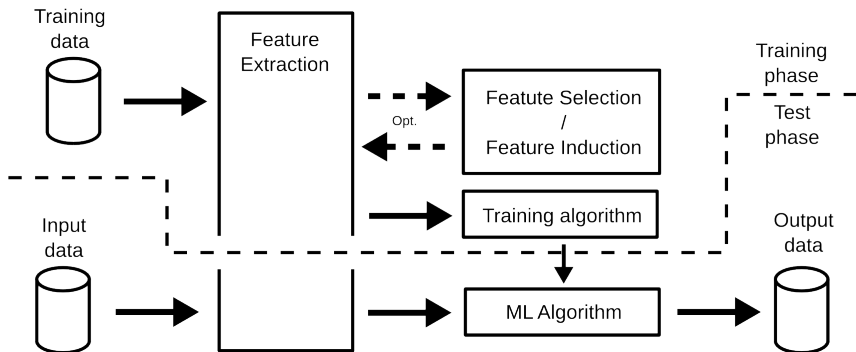 Training
data
Feature
Extraction
Opt.
Featute Selection
/
Feature Induction
Training
phase
Test
phase
Training algorithm
Input
data
ML Algorithm
Output
data